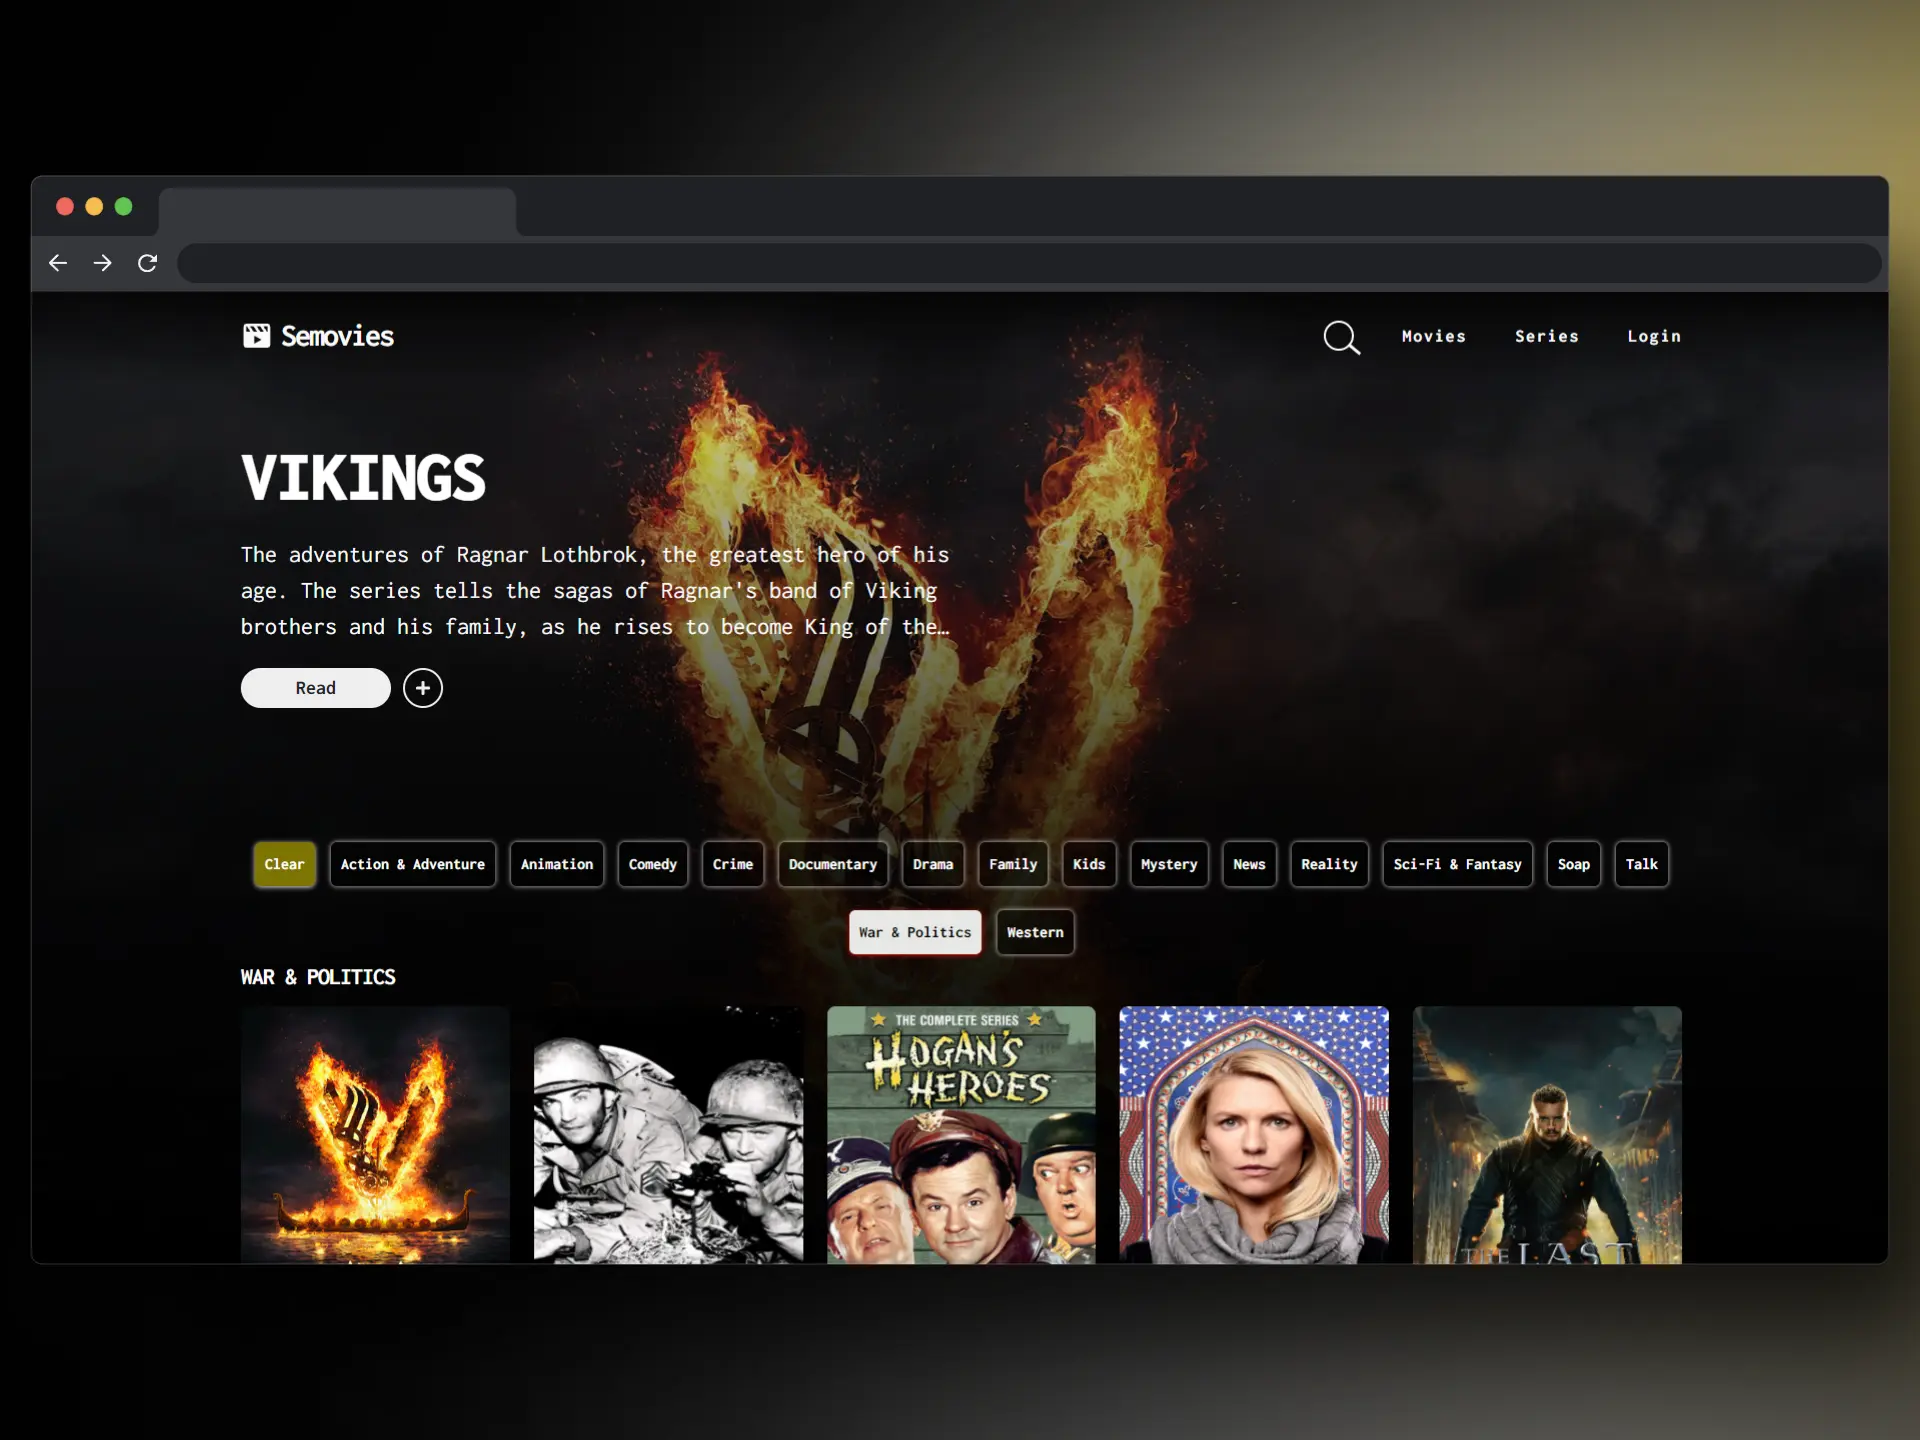 Semovies
Movies Series Login
VIKINGS
The adventures of Ragnar Lothbrok, the greatest hero of his
age. The series tells the sagas of Ragnar's band of Viking
brothers and his family, as he rises to become King of the…
Read
Clear Action & Adventure Animation Comedy Crime Documentary Drama Family Kids Mystery News Reality Sci-Fi & Fantasy Soap Talk
War & Politics Western
WAR & POLITICS
THE COMPLETE SERIES
HOGAN'S
HEROES
THE LAST